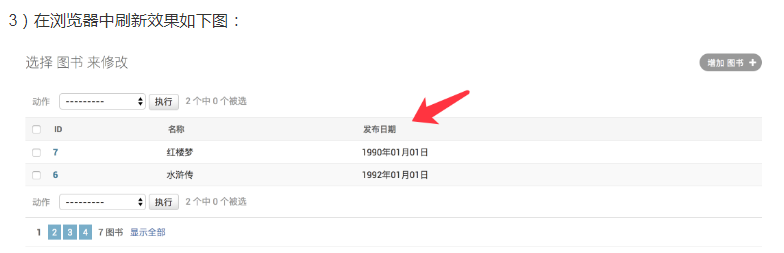 3）在浏览器中刷新效果如下图：
选择 图书 来修改
增加 图书 +
动作 --------- 执行 2 个中 0 个被选
ID 名称 发布日期
7 红楼梦 1990年01月01日
6 水浒传 1992年01月01日
动作 --------- 执行 2 个中 0 个被选
1 2 3 4 7 图书 显示全部